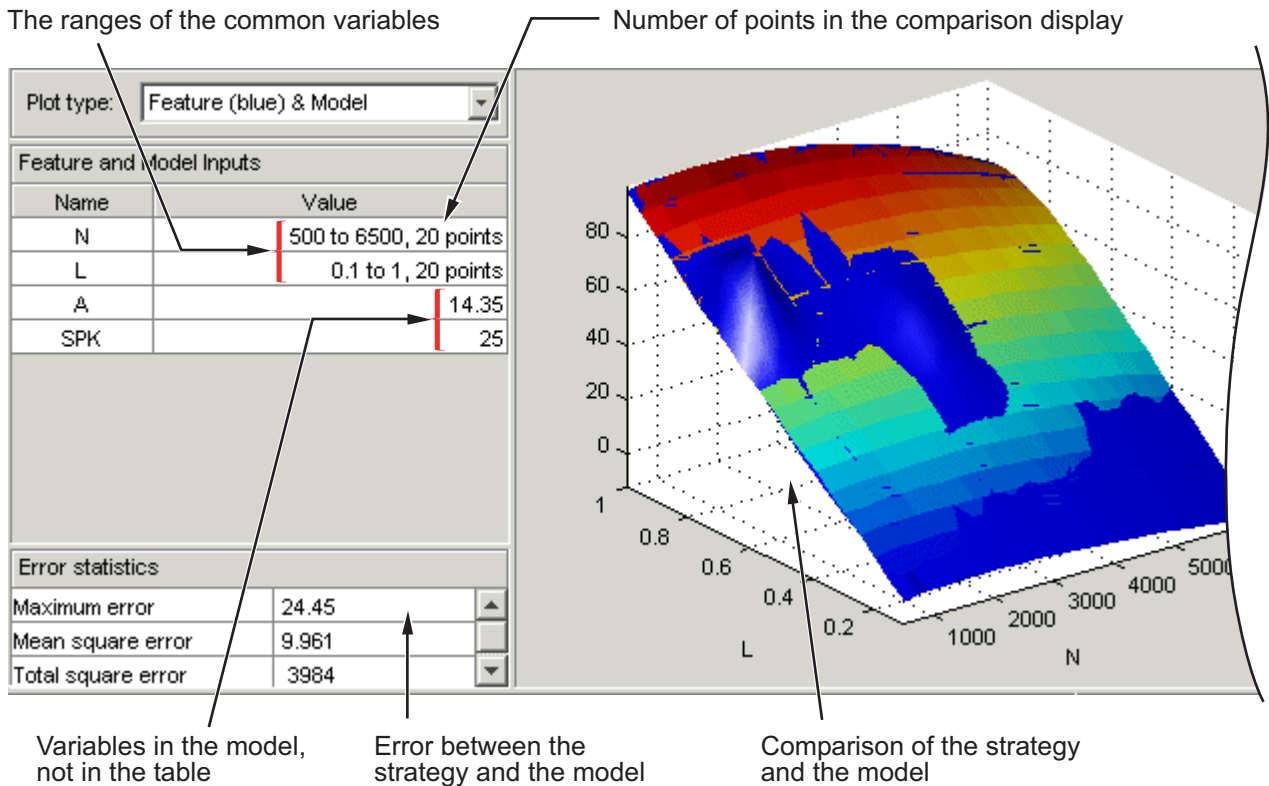 The ranges of the common variables
Number of points in the comparison display
Plot type: Feature (blue) & Model
Feature and Model Inputs
Name Value
N 500 to 6500, 20 points
L 0.1 to 1, 20 points
A 14.35
SPK 25
Error statistics
Maximum error 24.45
Mean square error 9.961
Total square error 3984
80
60
40
20
0
1
0.8
0.6
0.4
0.2
L
1000
2000
3000
4000
5000
N
Variables in the model,
not in the table
Error between the
strategy and the model
Comparison of the strategy
and the model